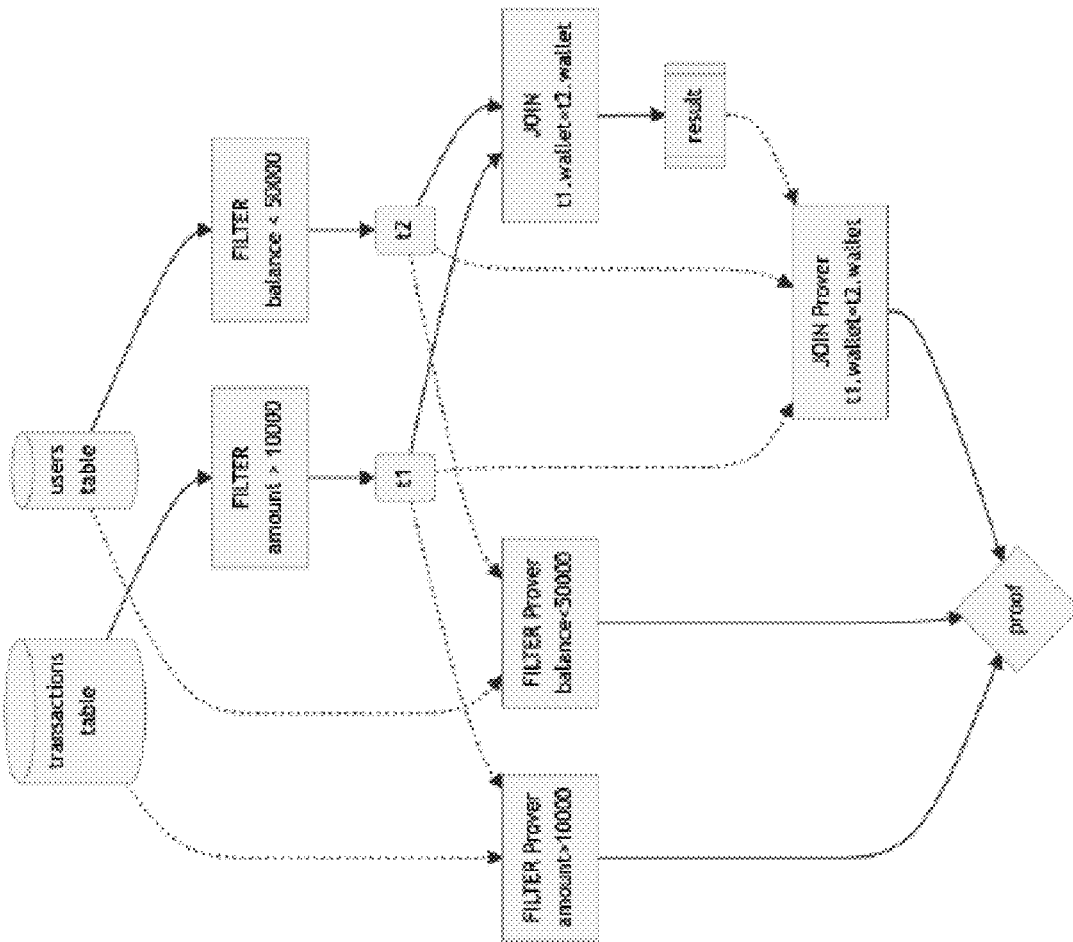 transactions
table
users
table
FILTER
amount > 10000
FILTER
balance < 50000
t1
t2
FILTER Prover
amount>10000
FILTER Prover
balance<50000
JOIN
t1.wallet=t2.wallet
result
JOIN Prover
t1.wallet=t2.wallet
proof